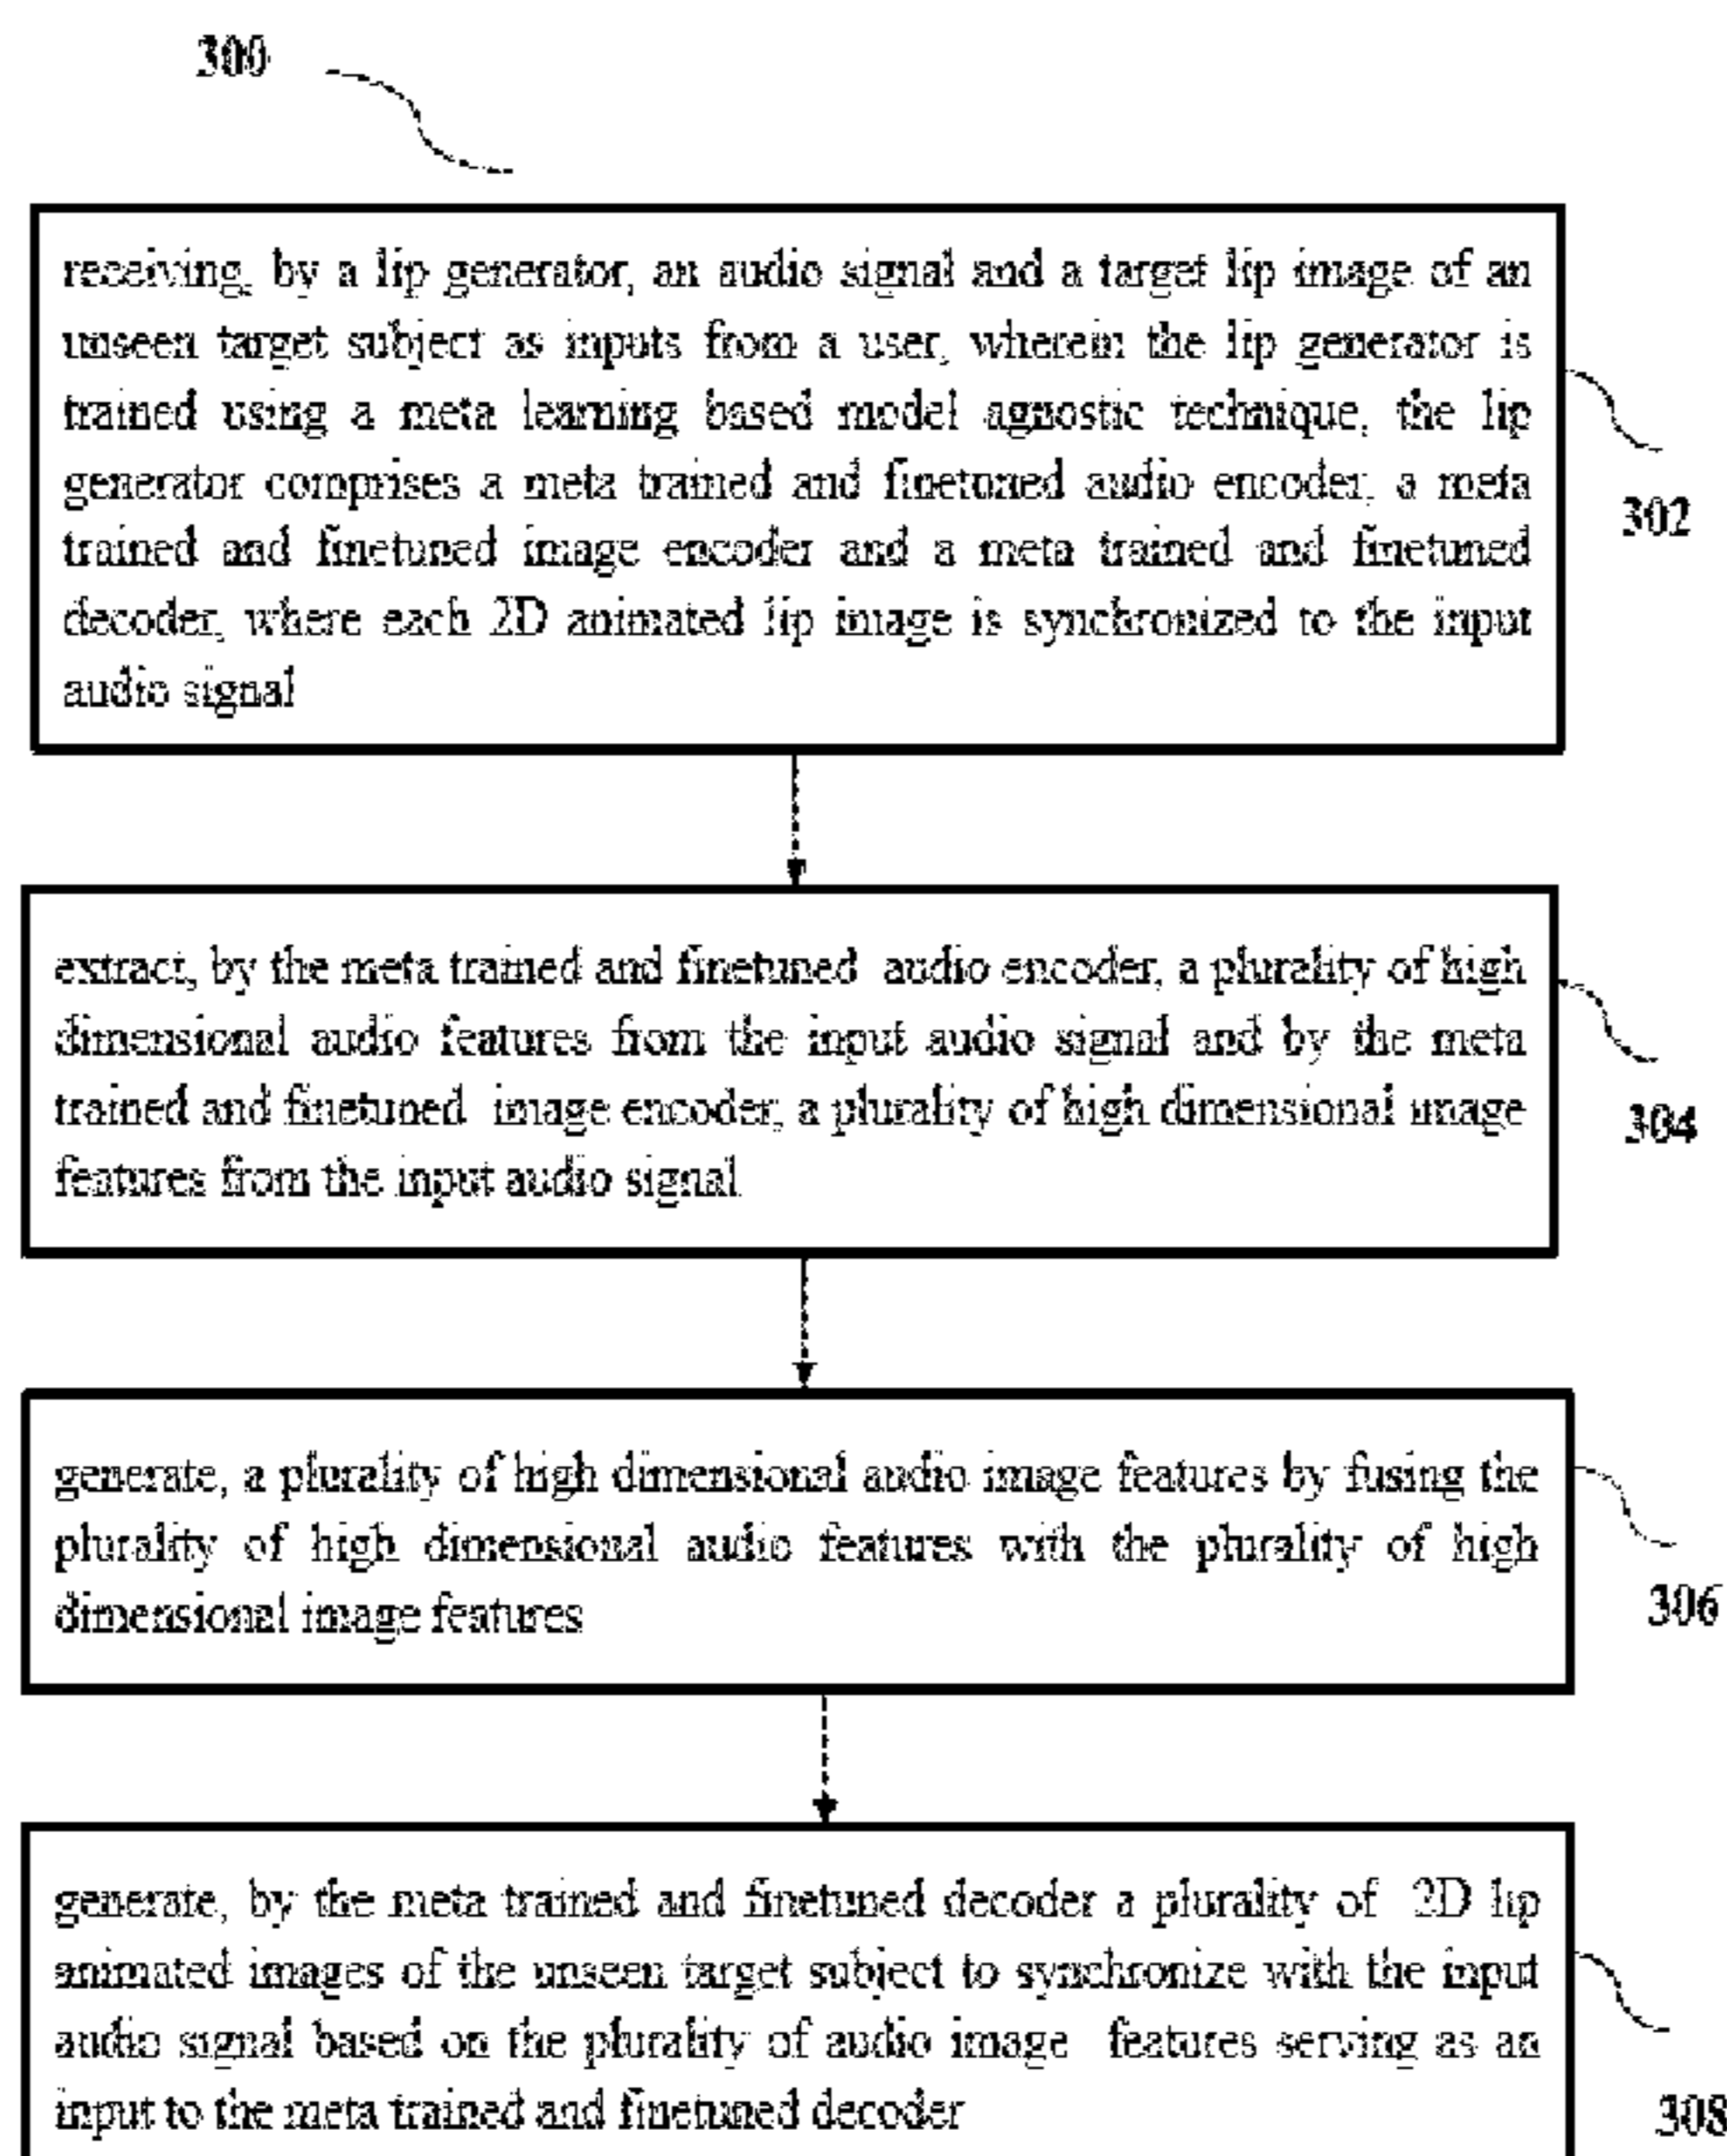 300
receiving, by a lip generator, an audio signal and a target lip image of an
unseen target subject as inputs from a user, wherein the lip generator is
trained using a meta learning based model agnostic technique, the lip
generator comprises a meta trained and finetuned audio encoder, a meta
trained and finetuned image encoder and a meta trained and finetuned
decoder, where each 2D animated lip image is synchronized to the input
audio signal
302
extract, by the meta trained and finetuned audio encoder, a plurality of high
dimensional audio features from the input audio signal and by the meta
trained and finetuned image encoder, a plurality of high dimensional image
features from the input audio signal
304
generate, a plurality of high dimensional audio image features by fusing the
plurality of high dimensional audio features with the plurality of high
dimensional image features
306
generate, by the meta trained and finetuned decoder a plurality of 2D lip
animated images of the unseen target subject to synchronize with the input
audio signal based on the plurality of audio image features serving as an
input to the meta trained and finetuned decoder
308